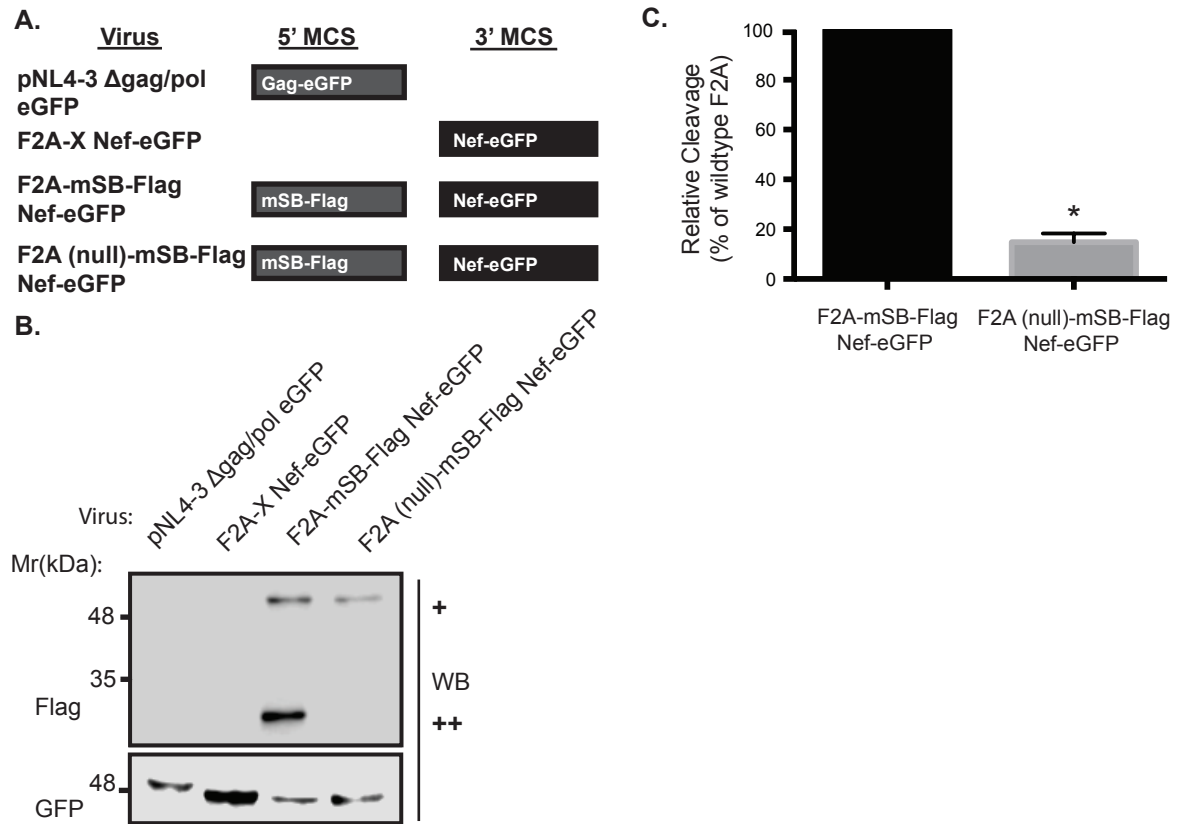 A.
Virus 5' MCS 3' MCS
pNL4-3 Δgag/pol
eGFP
Gag-eGFP
F2A-X Nef-eGFP
Nef-eGFP
F2A-mSB-Flag
Nef-eGFP
mSB-Flag
Nef-eGFP
F2A (null)-mSB-Flag
Nef-eGFP
mSB-Flag
Nef-eGFP
B.
Virus:
pNL4-3 Δgag/pol eGFP
F2A-X Nef-eGFP
F2A-mSB-Flag Nef-eGFP
F2A (null)-mSB-Flag Nef-eGFP
Mr(kDa):
48
35
Flag
+
WB
++
48
GFP
C.
Relative Cleavage
(% of wildtype F2A)
100
80
60
40
20
0
*
F2A-mSB-Flag
Nef-eGFP
F2A (null)-mSB-Flag
Nef-eGFP